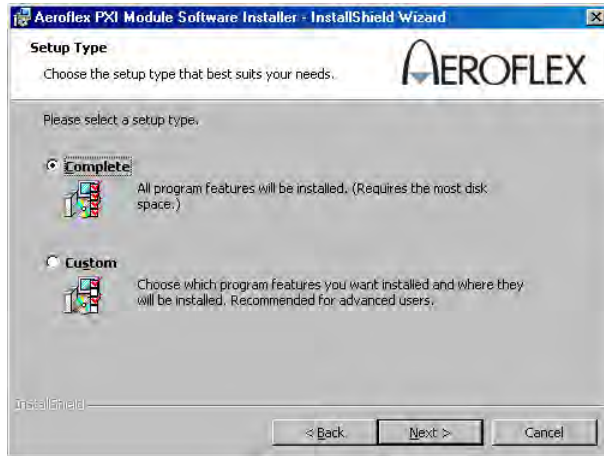 Aeroflex PXI Module Software Installer - InstallShield Wizard
Setup Type
Choose the setup type that best suits your needs.
AEROFLEX
Please select a setup type.
Complete
All program features will be installed. (Requires the most disk
space.)
Custom
Choose which program features you want installed and where they
will be installed. Recommended for advanced users.
InstallShield
< Back
Next >
Cancel